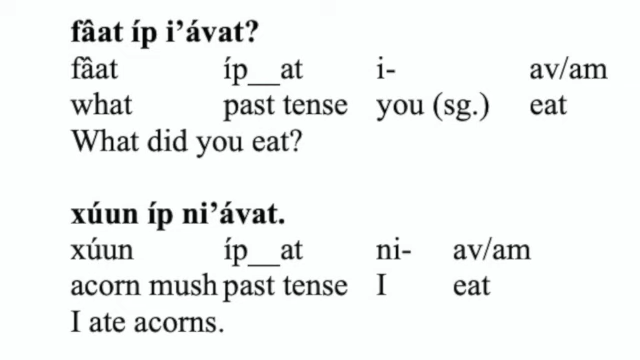 fâat íp i’ávat?
fâat íp__at i- av/am
what past tense you (sg.) eat
What did you eat?
xúun íp ni’ávat.
xúun íp__at ni- av/am
acorn mush past tense I eat
I ate acorns.